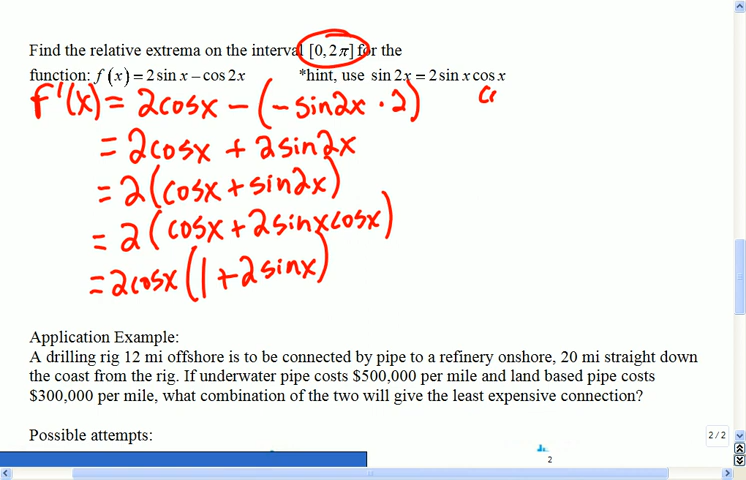 Find the relative extrema on the interval [0, 2π] for the
function: f(x) = 2 sin x − cos 2x *hint, use sin 2x = 2 sin x cos x
f'(x) = 2cosx − (−sin2x · 2)
= 2cosx + 2sin2x
= 2(cosx + sin2x)
= 2(cosx + 2sinxcosx)
= 2cosx(1 + 2sinx)
Application Example:
A drilling rig 12 mi offshore is to be connected by pipe to a refinery onshore, 20 mi straight down
the coast from the rig. If underwater pipe costs $500,000 per mile and land based pipe costs
$300,000 per mile, what combination of the two will give the least expensive connection?
Possible attempts:
2 / 2
2